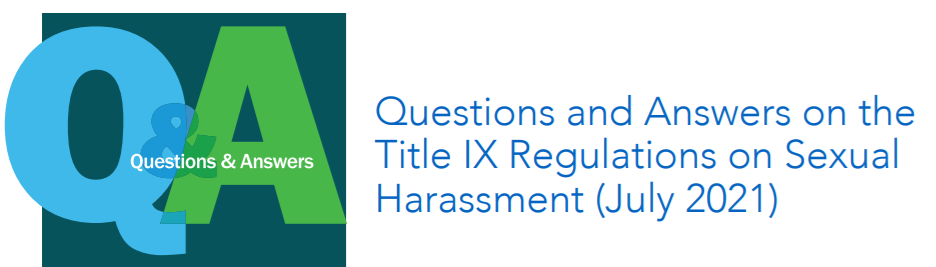 Q&A
Questions & Answers
Questions and Answers on the
Title IX Regulations on Sexual
Harassment (July 2021)